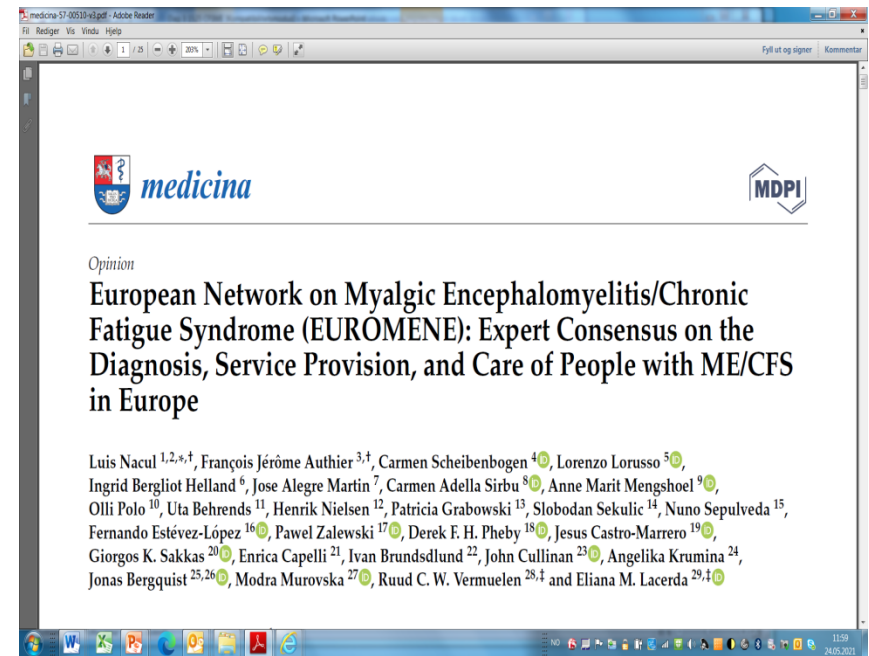 medicina-57-00510-v3.pdf - Adobe Reader
Fil Rediger Vis Vindu Hjelp
1 / 25 203% Fyll ut og signer Kommentar
medicina
MDPI
Opinion
European Network on Myalgic Encephalomyelitis/Chronic
Fatigue Syndrome (EUROMENE): Expert Consensus on the
Diagnosis, Service Provision, and Care of People with ME/CFS
in Europe
Luis Nacul 1,2,*,†, François Jérôme Authier 3,†, Carmen Scheibenbogen 4, Lorenzo Lorusso 5,
Ingrid Bergliot Helland 6, Jose Alegre Martin 7, Carmen Adella Sirbu 8, Anne Marit Mengshoel 9,
Olli Polo 10, Uta Behrends 11, Henrik Nielsen 12, Patricia Grabowski 13, Slobodan Sekulic 14, Nuno Sepulveda 15,
Fernando Estévez-López 16, Pawel Zalewski 17, Derek F. H. Pheby 18, Jesus Castro-Marrero 19,
Giorgos K. Sakkas 20, Enrica Capelli 21, Ivan Brundsdlund 22, John Cullinan 23, Angelika Krumina 24,
Jonas Bergquist 25,26, Modra Murovska 27, Ruud C. W. Vermuelen 28,‡ and Eliana M. Lacerda 29,‡
NO 11:59
24.05.2021